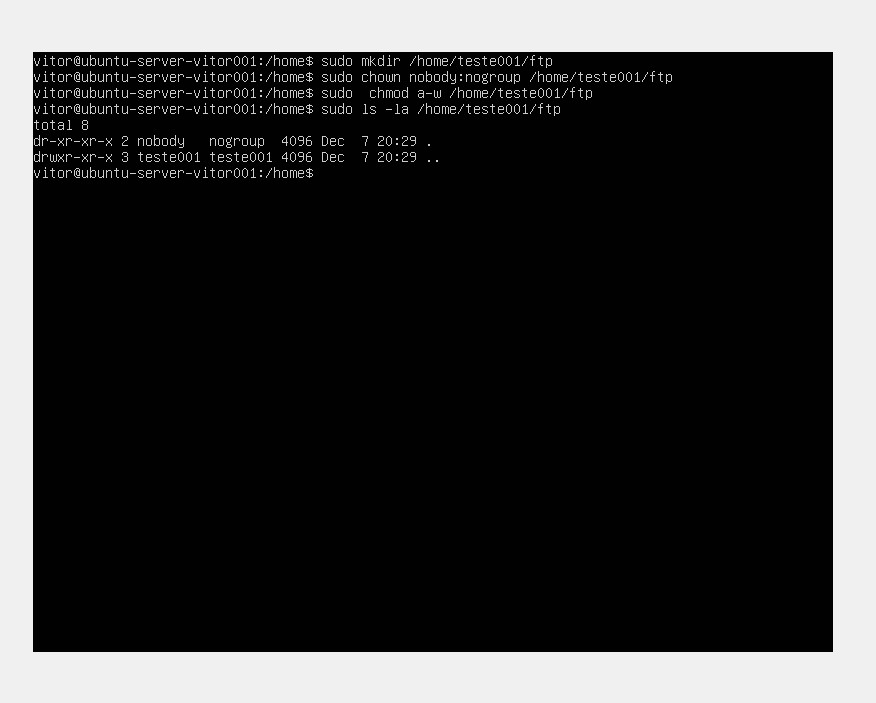 vitor@ubuntu-server-vitor001:/home$ sudo mkdir /home/teste001/ftp
vitor@ubuntu-server-vitor001:/home$ sudo chown nobody:nogroup /home/teste001/ftp
vitor@ubuntu-server-vitor001:/home$ sudo  chmod a-w /home/teste001/ftp
vitor@ubuntu-server-vitor001:/home$ sudo ls -la /home/teste001/ftp
total 8
dr-xr-xr-x 2 nobody   nogroup  4096 Dec  7 20:29 .
drwxr-xr-x 3 teste001 teste001 4096 Dec  7 20:29 ..
vitor@ubuntu-server-vitor001:/home$